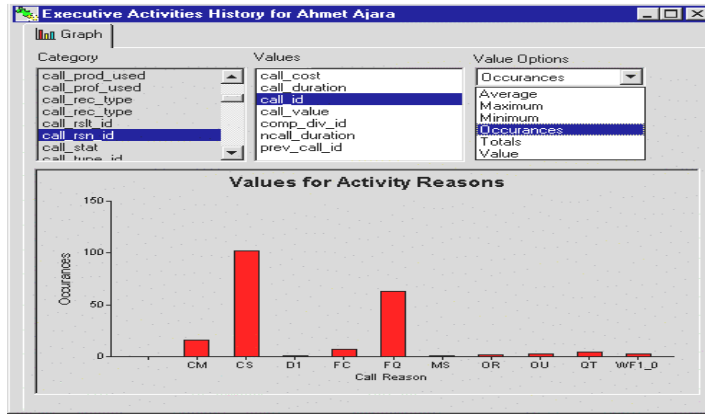 Executive Activities History for Ahmet Ajara
Graph
Category
call_prod_used
call_prof_used
call_rec_type
call_rec_type
call_rslt_id
call_rsn_id
call_stat
call_type_id
Values
call_cost
call_duration
call_id
call_value
comp_div_id
ncall_duration
prev_call_id
Value Options
Occurances
Average
Maximum
Minimum
Occurances
Totals
Value
Values for Activity Reasons
150
100
50
0
Occurances
CM CS D1 FC FQ MS OR OU QT WF1_0
Call Reason